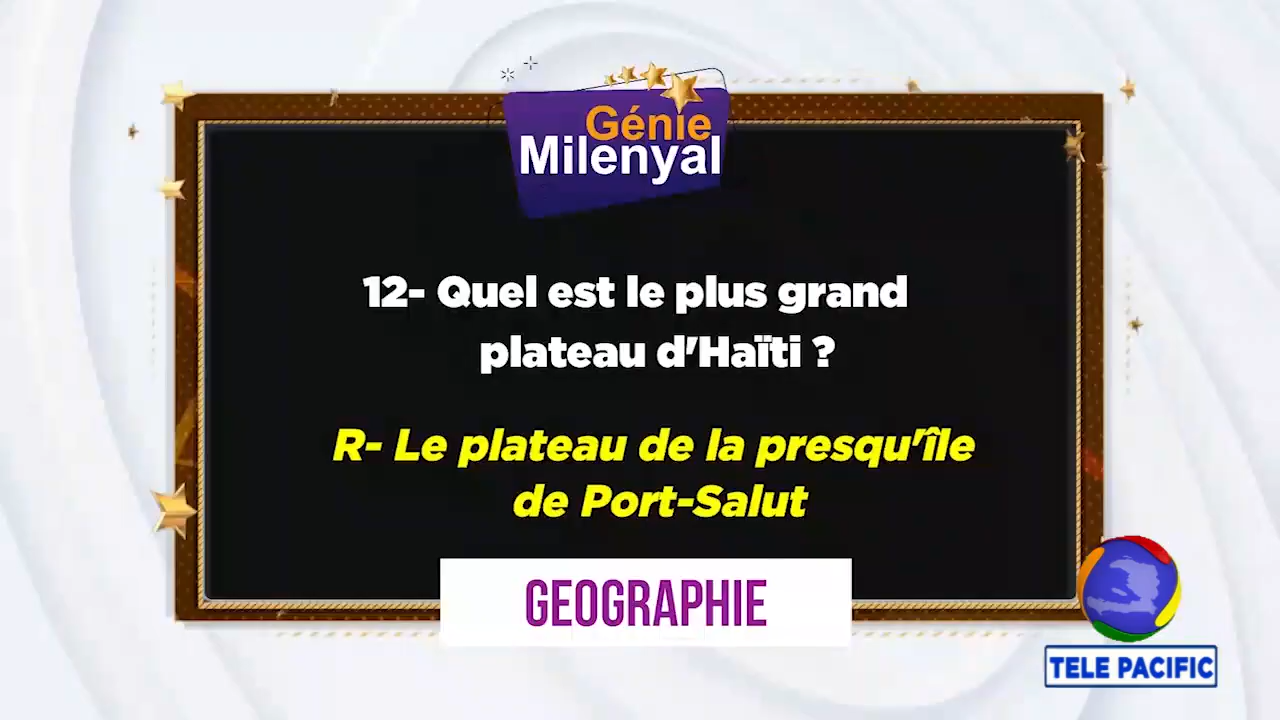 Génie
Milenyal
12- Quel est le plus grand
plateau d'Haïti ?
R- Le plateau de la presqu'île
de Port-Salut
GEOGRAPHIE
TELE PACIFIC